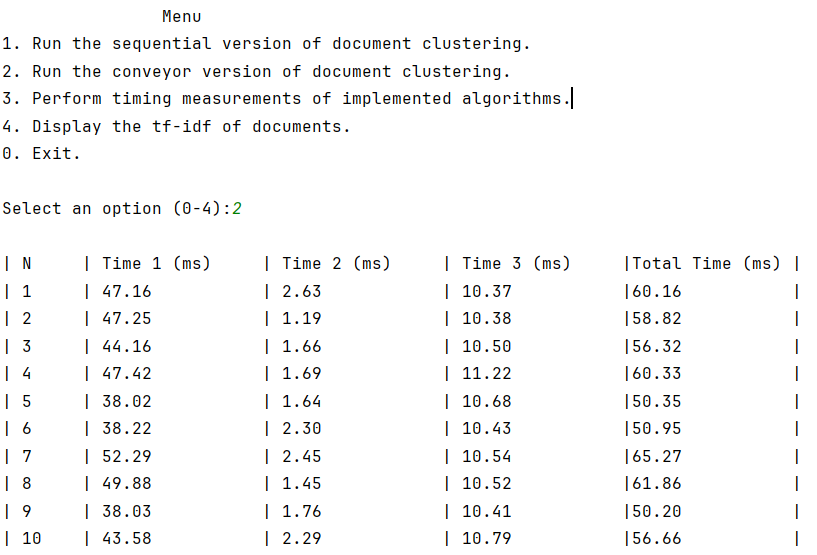 Menu
1. Run the sequential version of document clustering.
2. Run the conveyor version of document clustering.
3. Perform timing measurements of implemented algorithms.
4. Display the tf-idf of documents.
0. Exit.
Select an option (0-4):2
| N | Time 1 (ms) | Time 2 (ms) | Time 3 (ms) |Total Time (ms) |
| 1 | 47.16 | 2.63 | 10.37 |60.16 |
| 2 | 47.25 | 1.19 | 10.38 |58.82 |
| 3 | 44.16 | 1.66 | 10.50 |56.32 |
| 4 | 47.42 | 1.69 | 11.22 |60.33 |
| 5 | 38.02 | 1.64 | 10.68 |50.35 |
| 6 | 38.22 | 2.30 | 10.43 |50.95 |
| 7 | 52.29 | 2.45 | 10.54 |65.27 |
| 8 | 49.88 | 1.45 | 10.52 |61.86 |
| 9 | 38.03 | 1.76 | 10.41 |50.20 |
| 10 | 43.58 | 2.29 | 10.79 |56.66 |